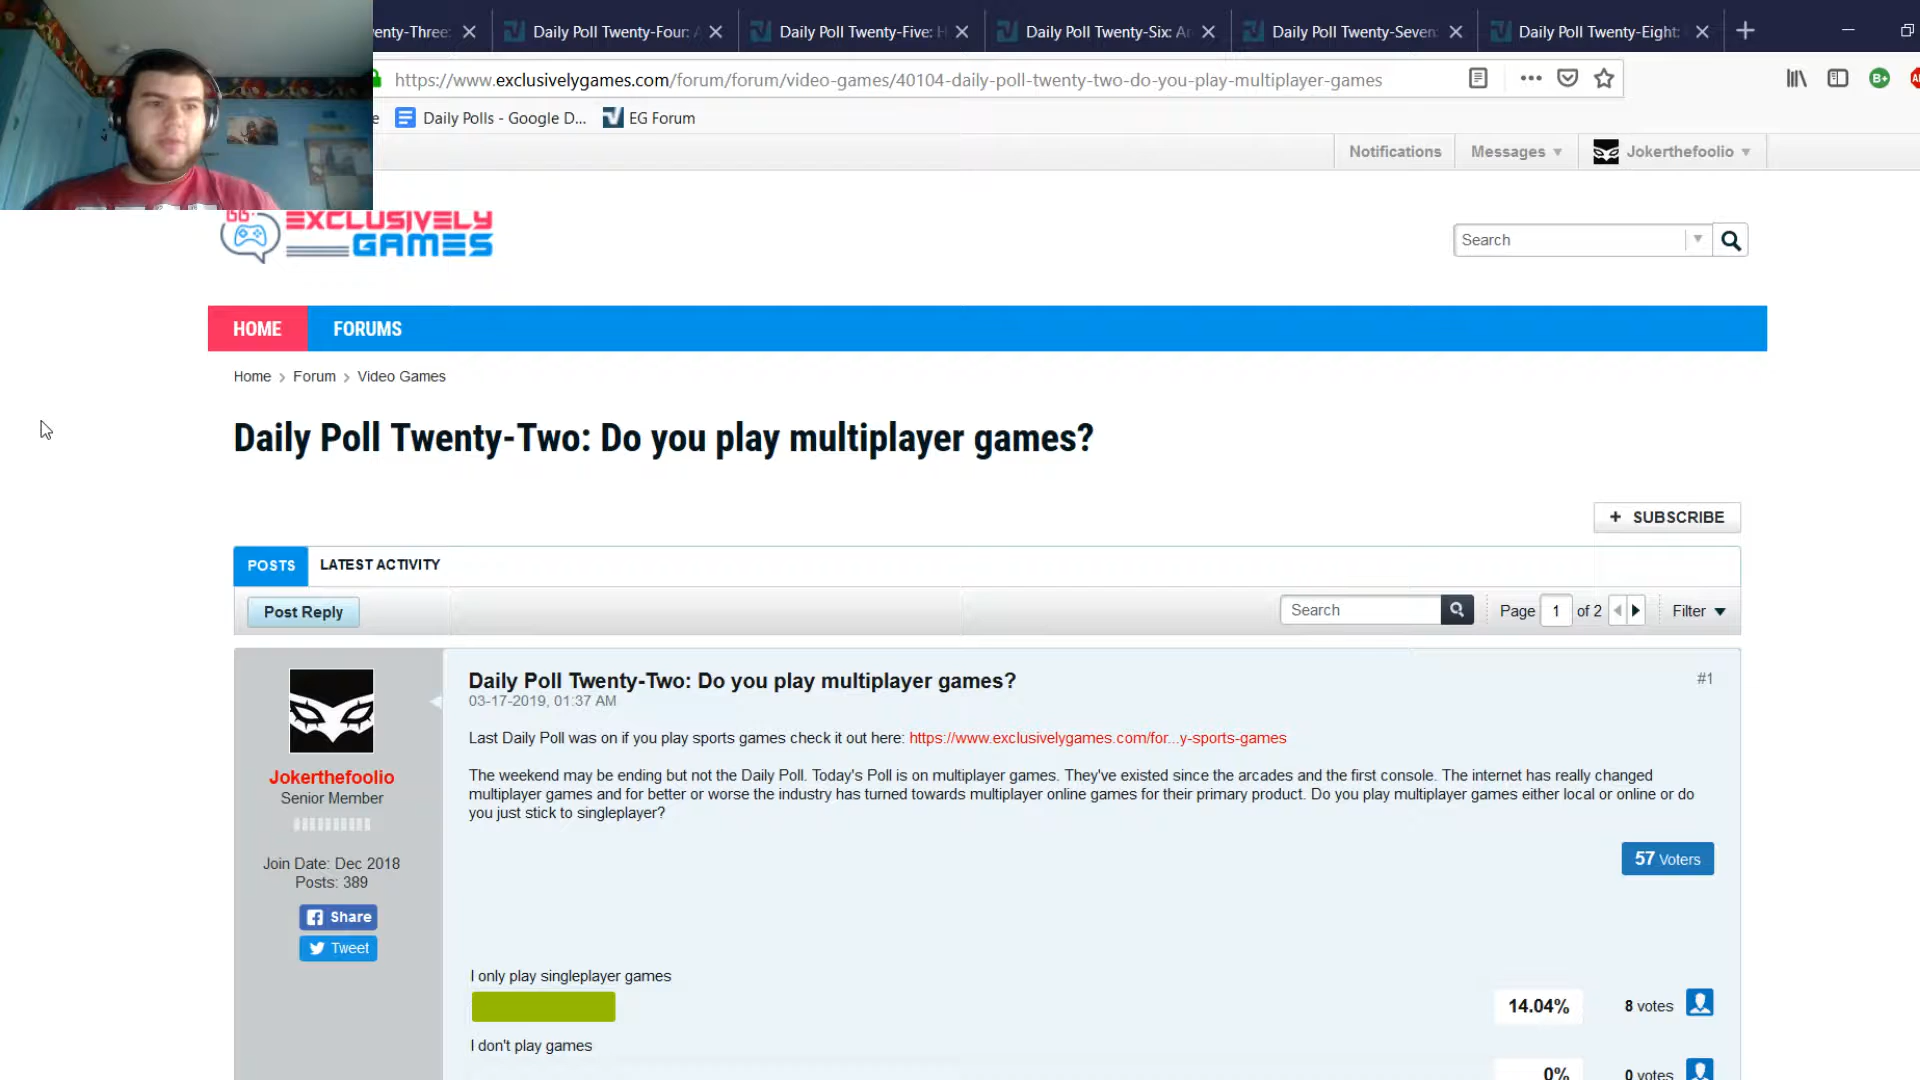 enty-Three:
Daily Poll Twenty-Four: A
Daily Poll Twenty-Five: H
Daily Poll Twenty-Six: Ar
Daily Poll Twenty-Seven:
Daily Poll Twenty-Eight:
https://www.exclusivelygames.com/forum/forum/video-games/40104-daily-poll-twenty-two-do-you-play-multiplayer-games
B+
e
Daily Polls - Google D...
EG Forum
Notifications
Messages
Jokerthefoolio
EXCLUSIVELY
GAMES
Search
HOME
FORUMS
Home > Forum > Video Games
Daily Poll Twenty-Two: Do you play multiplayer games?
+ SUBSCRIBE
POSTS
LATEST ACTIVITY
Post Reply
Search
Page 1 of 2
Filter
Daily Poll Twenty-Two: Do you play multiplayer games?
#1
03-17-2019, 01:37 AM
Last Daily Poll was on if you play sports games check it out here: https://www.exclusivelygames.com/for...y-sports-games
Jokerthefoolio
Senior Member
Join Date: Dec 2018
Posts: 389
Share
Tweet
The weekend may be ending but not the Daily Poll. Today's Poll is on multiplayer games. They've existed since the arcades and the first console. The internet has really changed
multiplayer games and for better or worse the industry has turned towards multiplayer online games for their primary product. Do you play multiplayer games either local or online or do
you just stick to singleplayer?
57 Voters
I only play singleplayer games
14.04%
8 votes
I don't play games
0%
0 votes